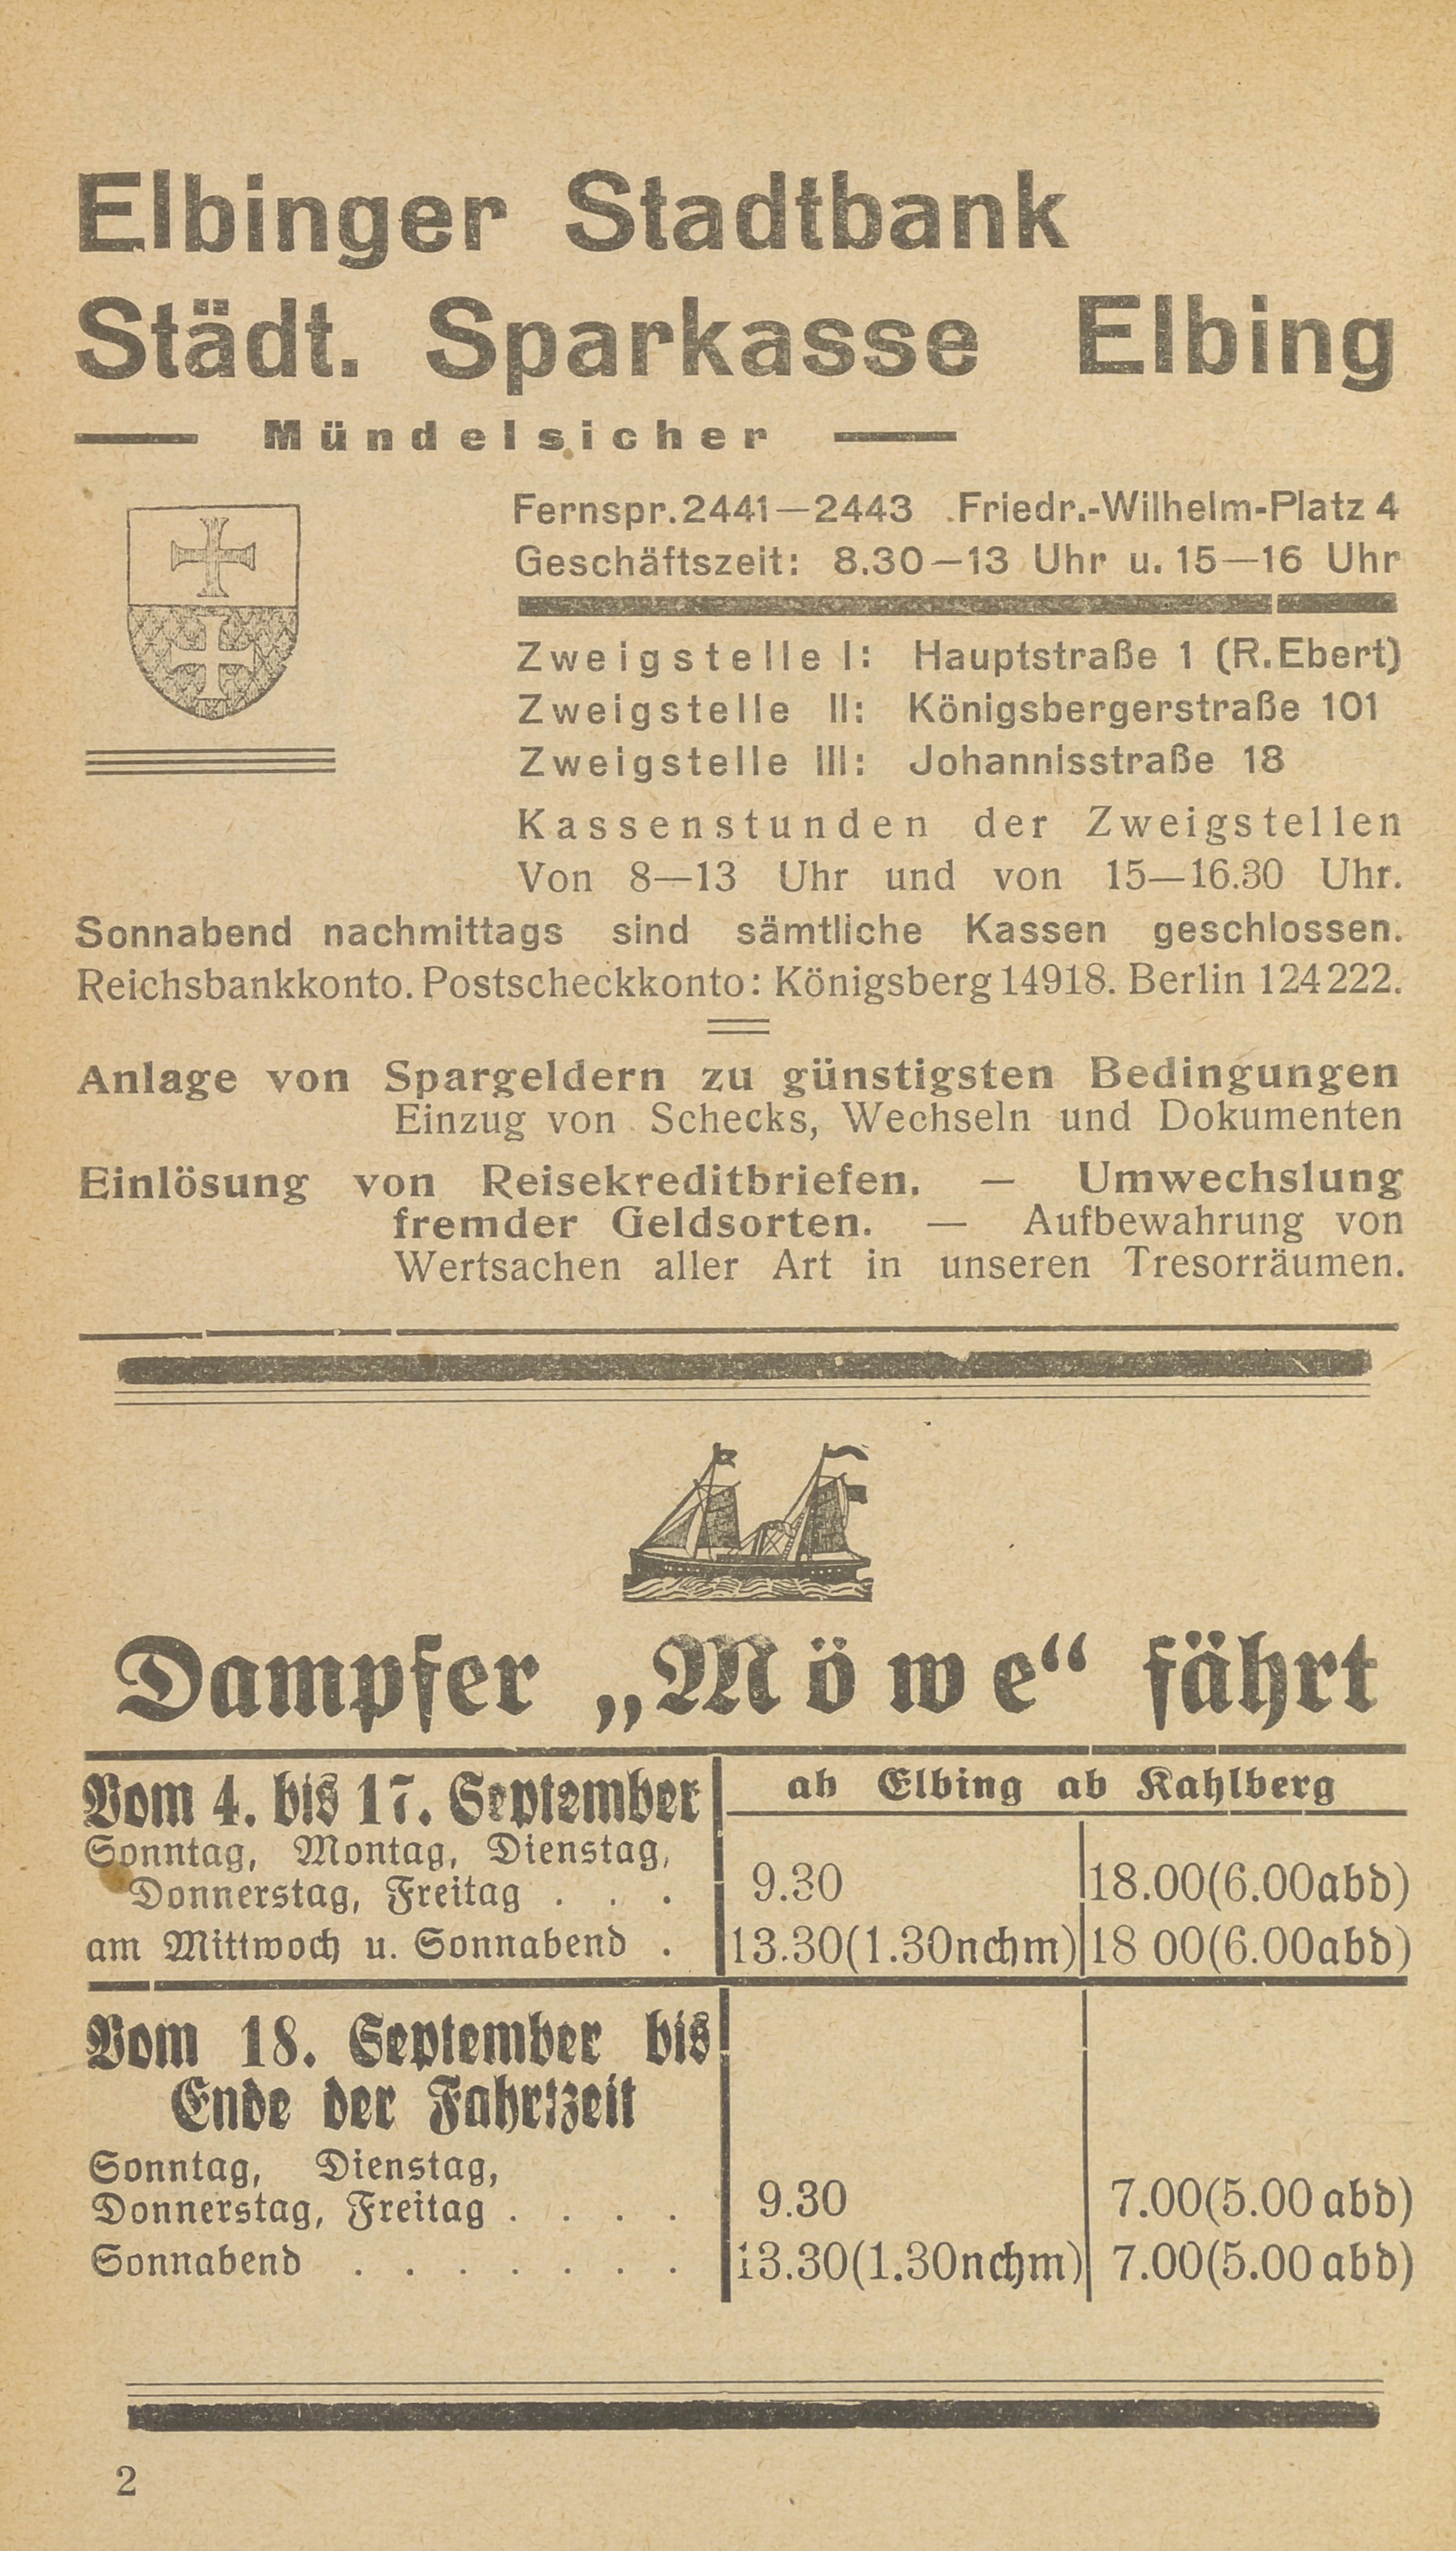 Elbinger Stadtbank
Städt. Sparkasse Elbing
— Mündelsicher —
Fernspr. 2441—2443 Friedr.-Wilhelm-Platz 4
Geschäftszeit: 8.30—13 Uhr u. 15—16 Uhr
Zweigstelle I: Hauptstraße 1 (R. Ebert)
Zweigstelle II: Königsbergerstraße 101
Zweigstelle III: Johannisstraße 18
Kassenstunden der Zweigstellen
Von 8—13 Uhr und von 15—16.30 Uhr.
Sonnabend nachmittags sind sämtliche Kassen geschlossen.
Reichsbankkonto. Postscheckkonto: Königsberg 14918. Berlin 124222.
Anlage von Spargeldern zu günstigsten Bedingungen
Einzug von Schecks, Wechseln und Dokumenten
Einlösung von Reisekreditbriefen. — Umwechslung
fremder Geldsorten. — Aufbewahrung von
Wertsachen aller Art in unseren Tresorräumen.
Dampfer „Möwe“ fährt
Vom 4. bis 17. September ab Elbing ab Kahlberg
Sonntag, Montag, Dienstag,
Donnerstag, Freitag . . . 9.30 18.00(6.00abd)
am Mittwoch u. Sonnabend . 13.30(1.30nchm) 18 00(6.00abd)
Vom 18. September bis
Ende der Fahrtzeit
Sonntag, Dienstag,
Donnerstag, Freitag . . . . 9.30 7.00(5.00 abd)
Sonnabend . . . . . . . 13.30(1.30nchm) 7.00(5.00 abd)
2